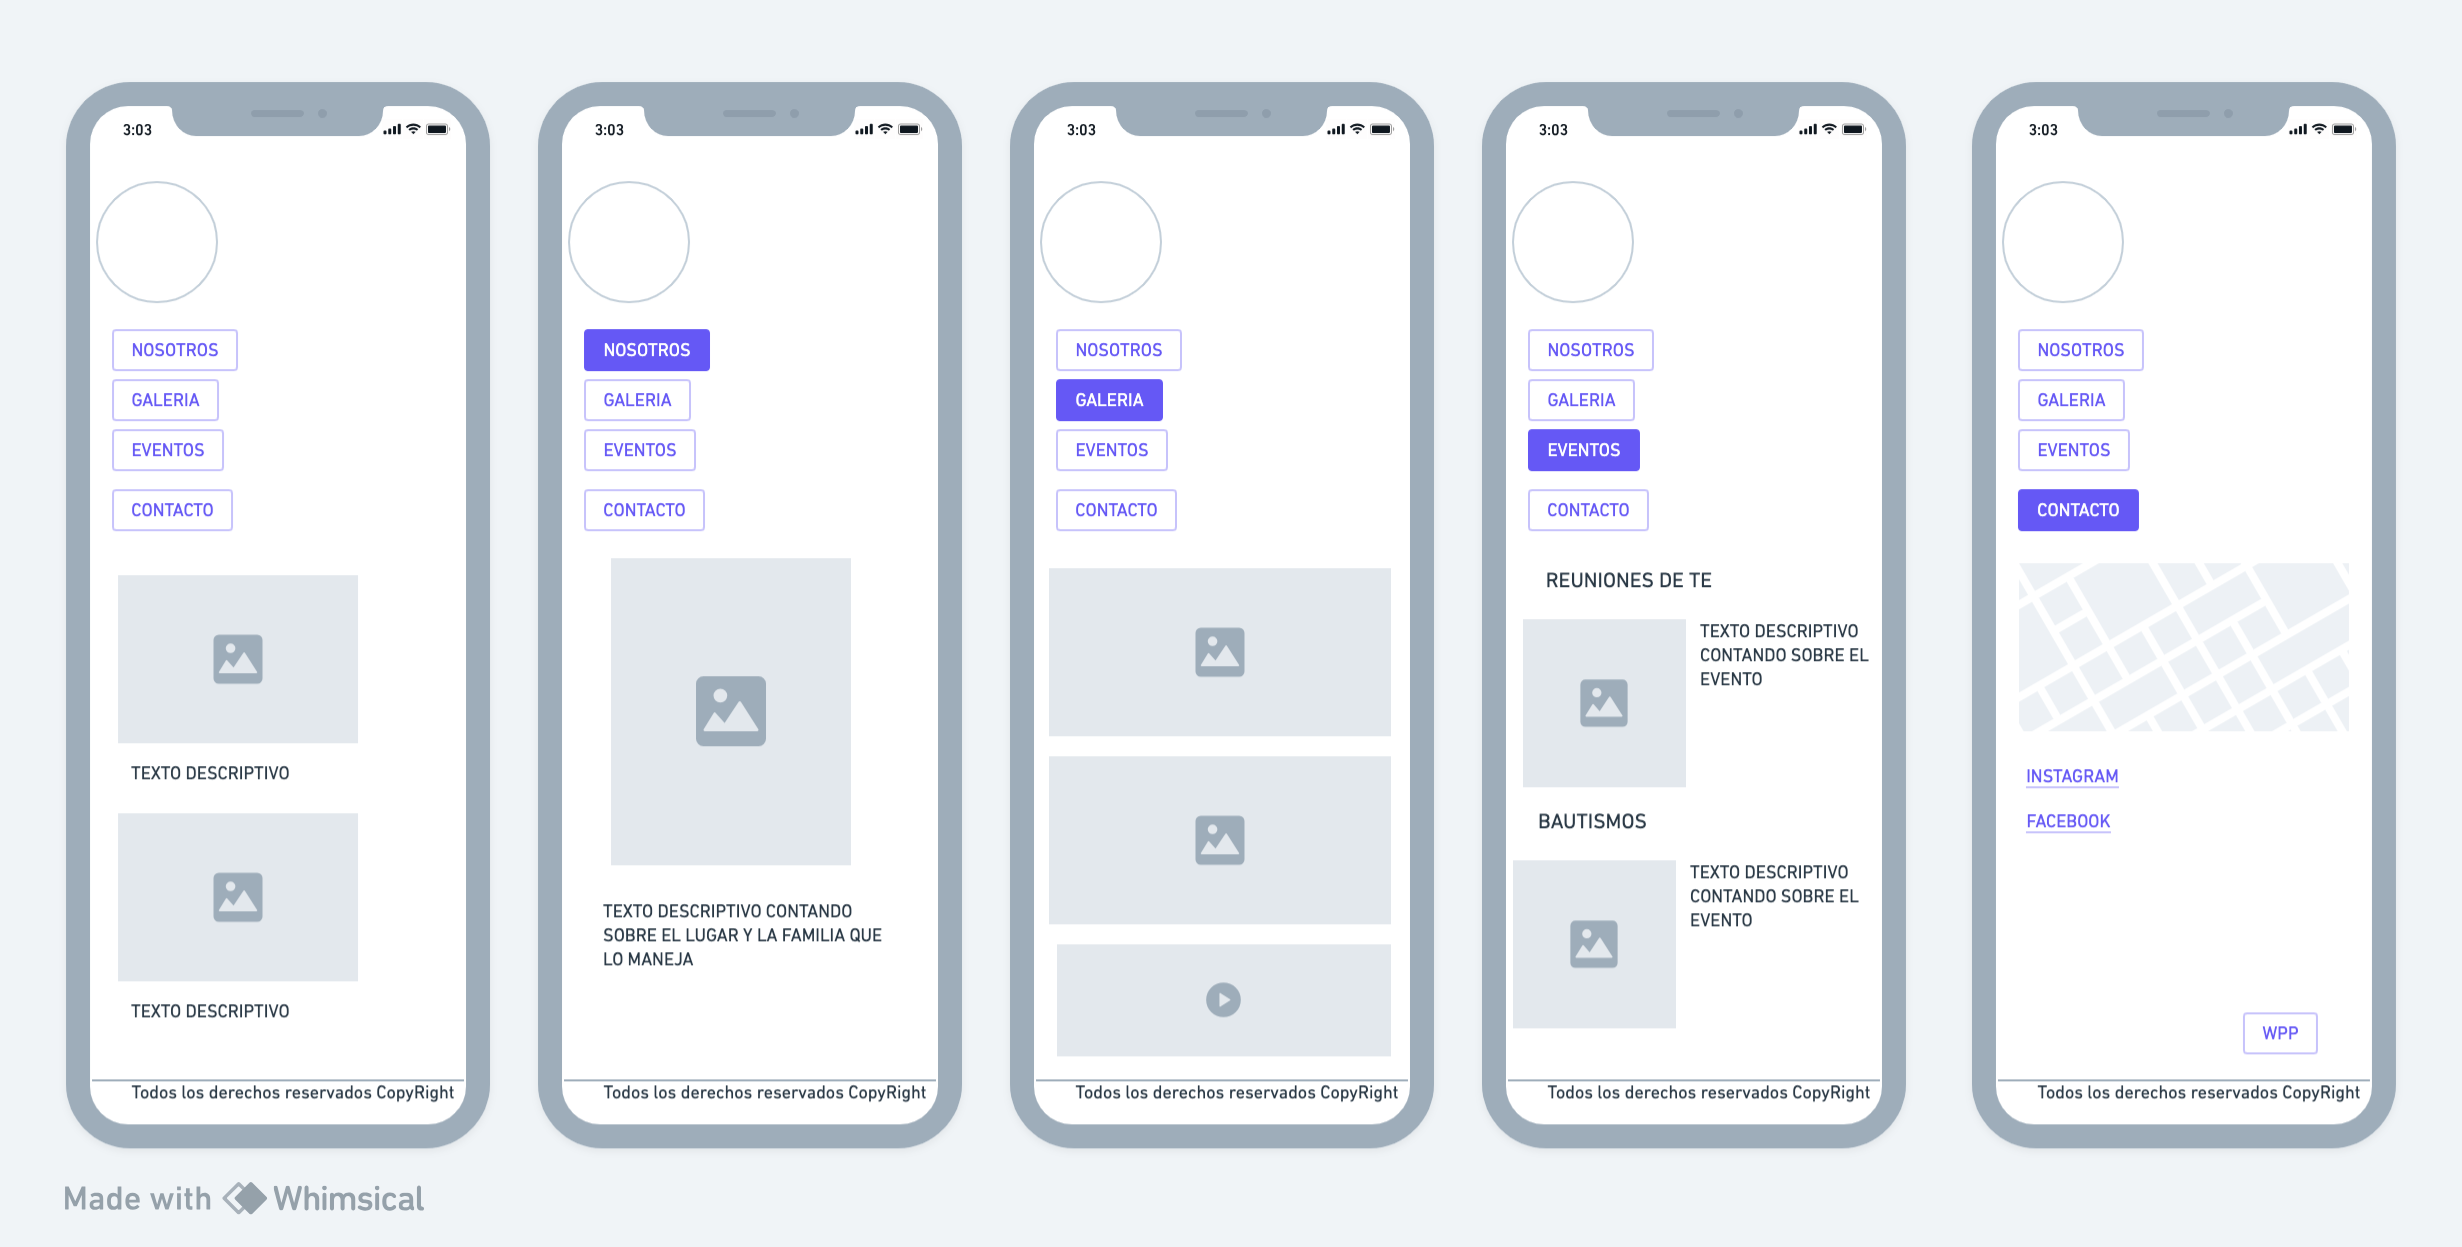 3:03
NOSOTROS
GALERIA
EVENTOS
CONTACTO
TEXTO DESCRIPTIVO
TEXTO DESCRIPTIVO
Todos los derechos reservados CopyRight
3:03
NOSOTROS
GALERIA
EVENTOS
CONTACTO
TEXTO DESCRIPTIVO CONTANDO
SOBRE EL LUGAR Y LA FAMILIA QUE
LO MANEJA
Todos los derechos reservados CopyRight
3:03
NOSOTROS
GALERIA
EVENTOS
CONTACTO
Todos los derechos reservados CopyRight
3:03
NOSOTROS
GALERIA
EVENTOS
CONTACTO
REUNIONES DE TE
TEXTO DESCRIPTIVO
CONTANDO SOBRE EL
EVENTO
BAUTISMOS
TEXTO DESCRIPTIVO
CONTANDO SOBRE EL
EVENTO
Todos los derechos reservados CopyRight
3:03
NOSOTROS
GALERIA
EVENTOS
CONTACTO
INSTAGRAM
FACEBOOK
WPP
Todos los derechos reservados CopyRight
Made with Whimsical